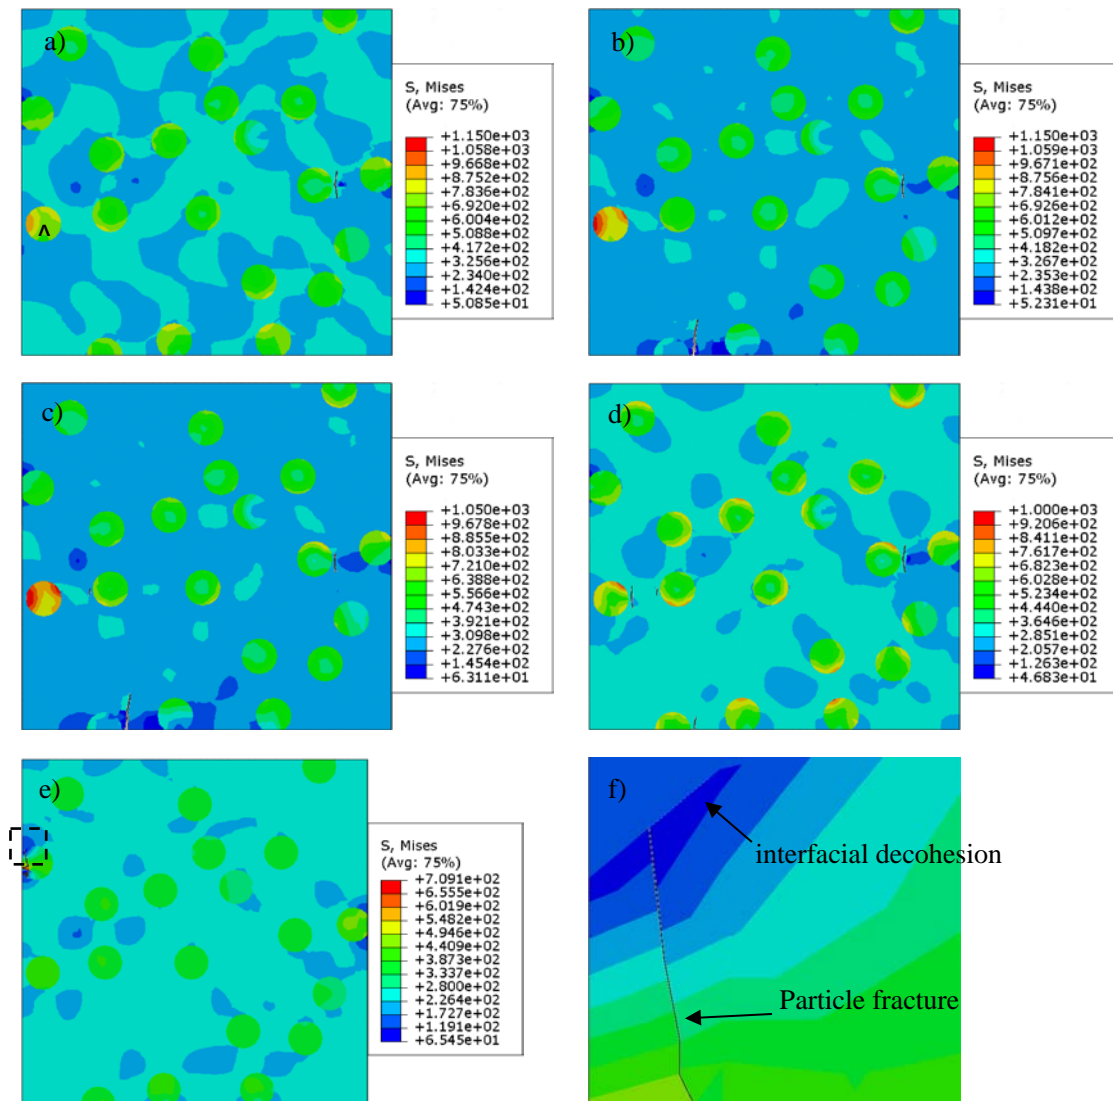 a)
S, Mises
(Avg: 75%)
+1.150e+03
+1.058e+03
+9.668e+02
+8.752e+02
+7.836e+02
+6.920e+02
+6.004e+02
+5.088e+02
+4.172e+02
+3.256e+02
+2.340e+02
+1.424e+02
+5.085e+01
^
b)
S, Mises
(Avg: 75%)
+1.150e+03
+1.059e+03
+9.671e+02
+8.756e+02
+7.841e+02
+6.926e+02
+6.012e+02
+5.097e+02
+4.182e+02
+3.267e+02
+2.353e+02
+1.438e+02
+5.231e+01
c)
S, Mises
(Avg: 75%)
+1.050e+03
+9.678e+02
+8.855e+02
+8.033e+02
+7.210e+02
+6.388e+02
+5.566e+02
+4.743e+02
+3.921e+02
+3.098e+02
+2.276e+02
+1.454e+02
+6.311e+01
d)
S, Mises
(Avg: 75%)
+1.000e+03
+9.206e+02
+8.411e+02
+7.617e+02
+6.823e+02
+6.028e+02
+5.234e+02
+4.440e+02
+3.646e+02
+2.851e+02
+2.057e+02
+1.263e+02
+4.683e+01
e)
S, Mises
(Avg: 75%)
+7.091e+02
+6.555e+02
+6.019e+02
+5.482e+02
+4.946e+02
+4.409e+02
+3.873e+02
+3.337e+02
+2.800e+02
+2.264e+02
+1.727e+02
+1.191e+02
+6.545e+01
f)
interfacial decohesion
Particle fracture